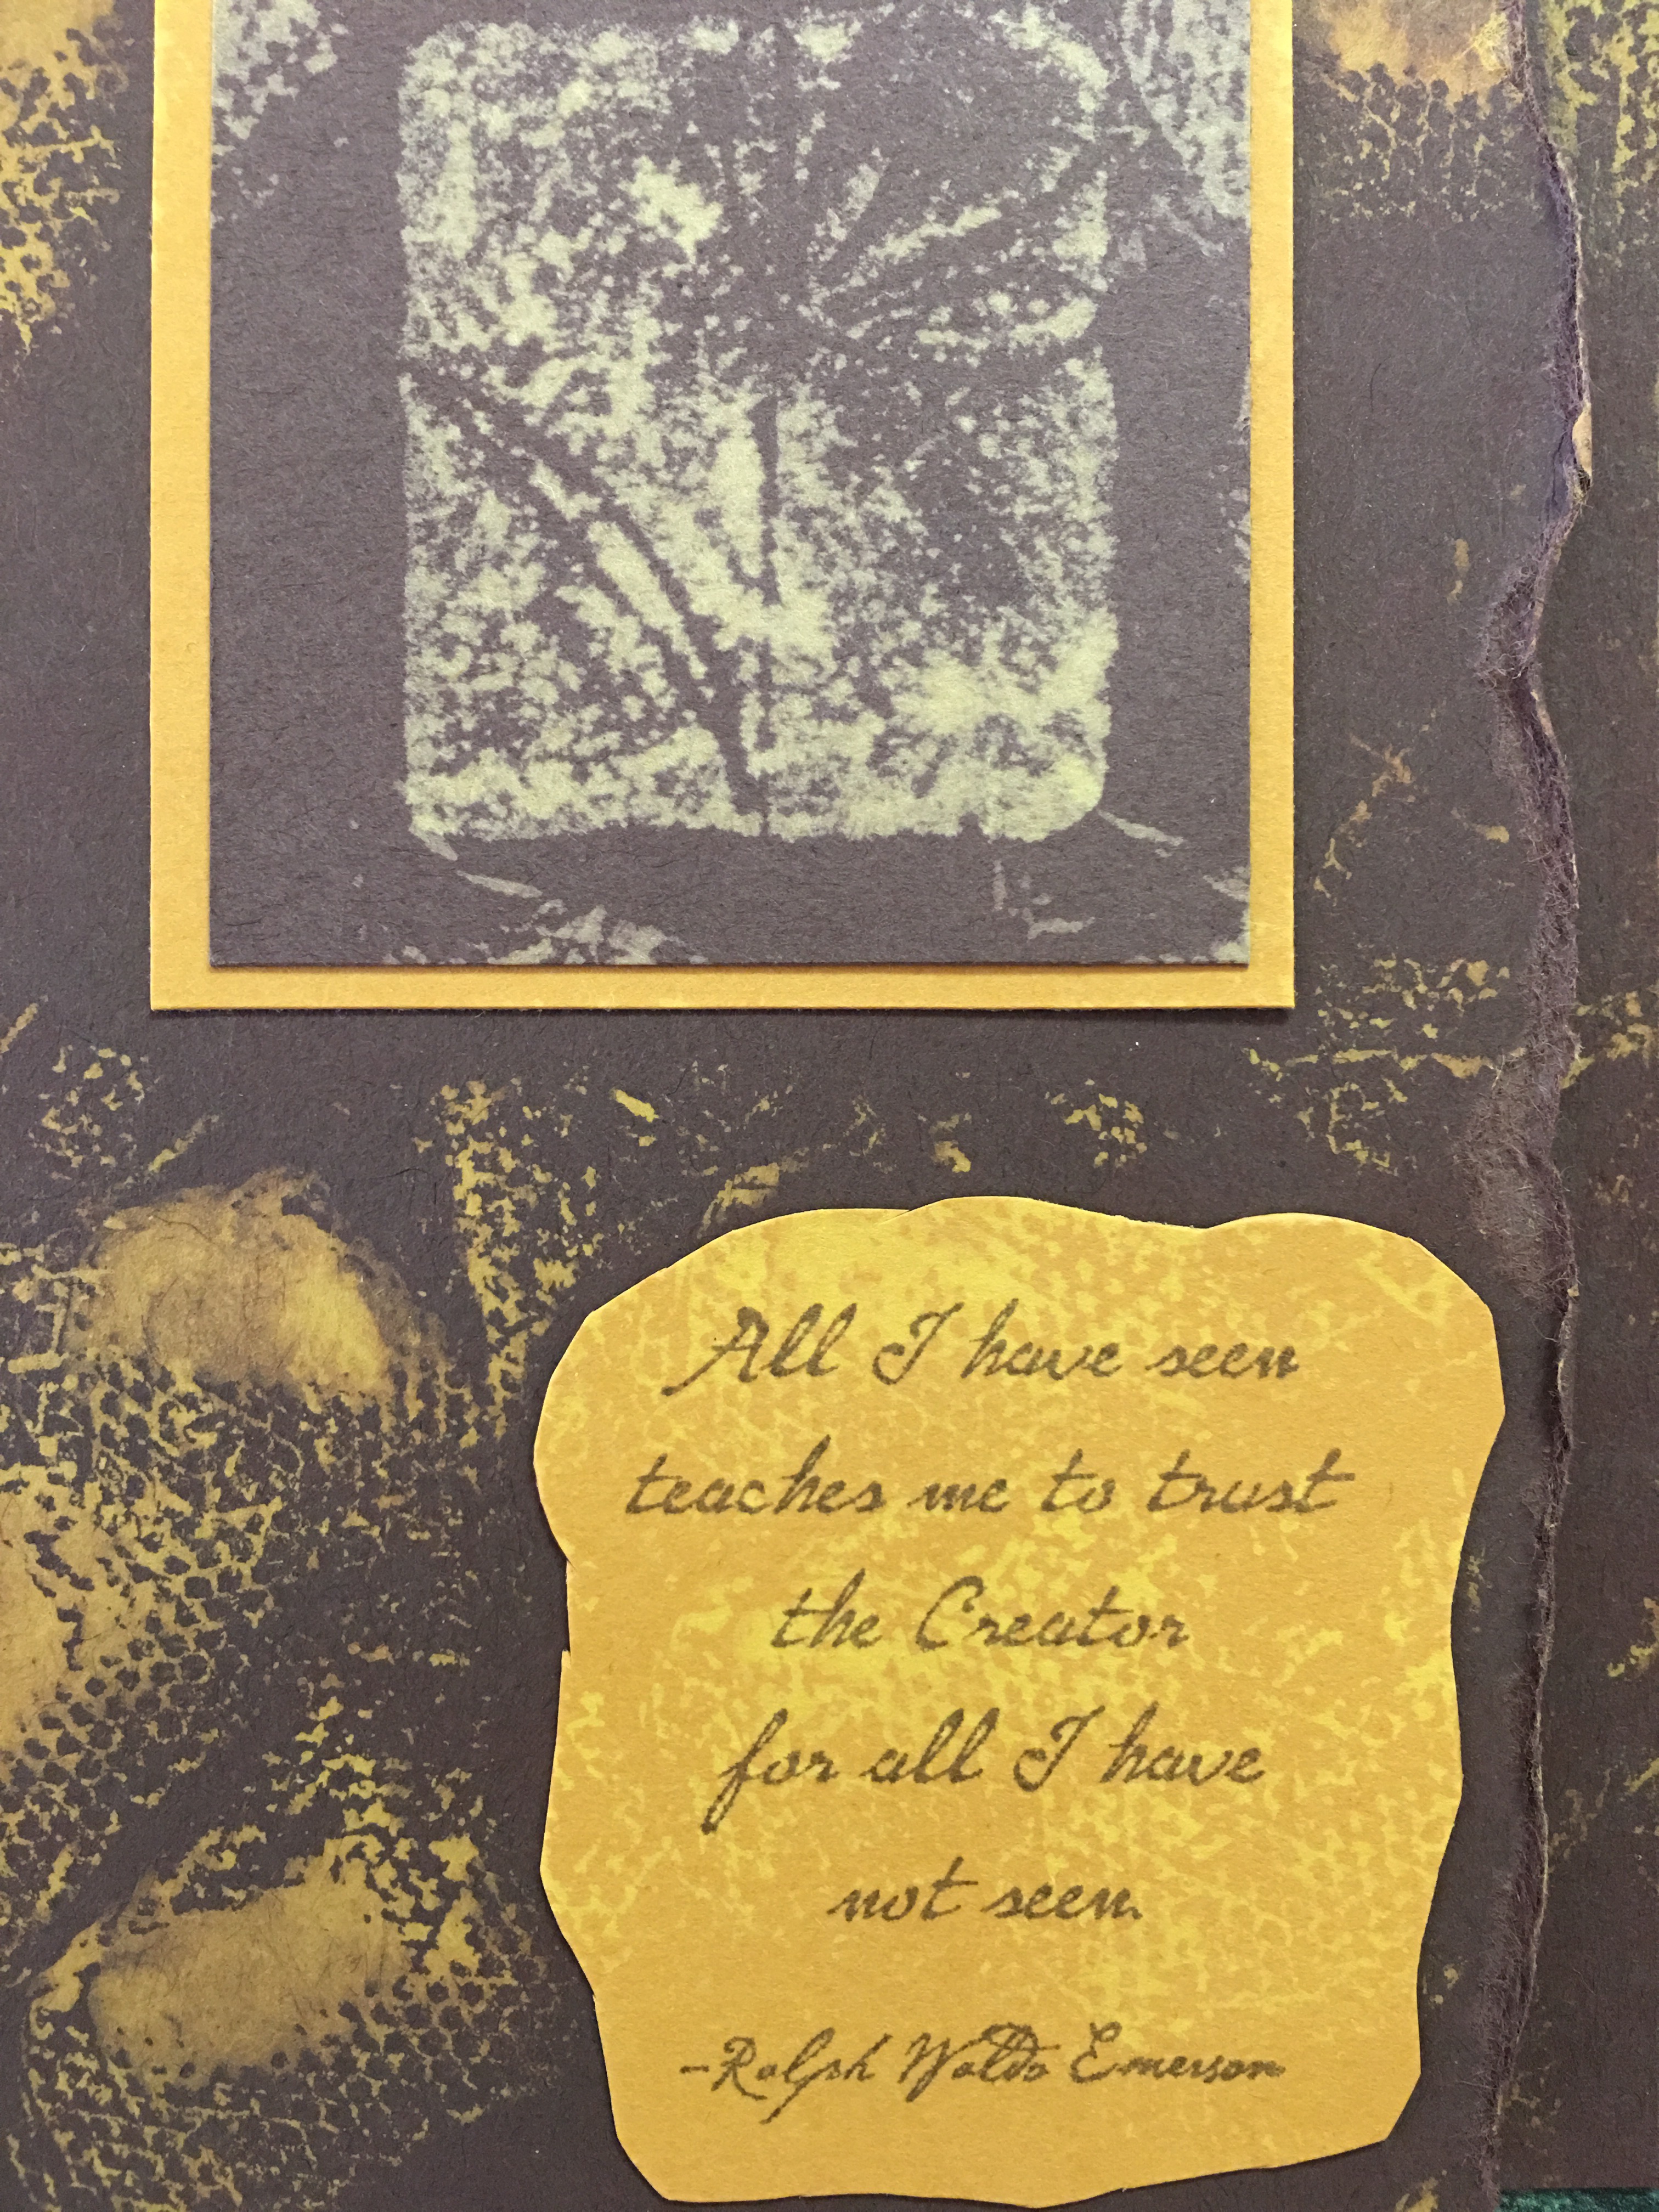 All I have seen
teaches me to trust
the Creator
for all I have
not seen.
-Ralph Waldo Emerson